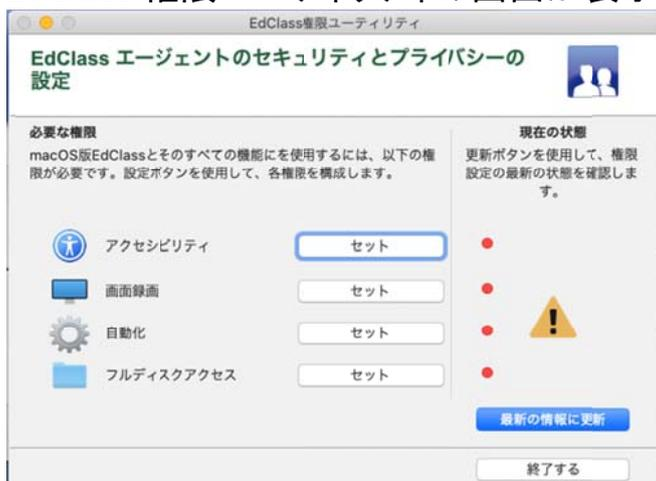 EdClass権限ユーティリティ
EdClass エージェントのセキュリティとプライバシーの
設定
必要な権限
macOS版EdClassとそのすべての機能にを使用するには、以下の権
限が必要です。設定ボタンを使用して、各権限を構成します。
現在の状態
更新ボタンを使用して、権限
設定の最新の状態を確認しま
す。
アクセシビリティ
セット
画面録画
セット
自動化
セット
フルディスクアクセス
セット
最新の情報に更新
終了する